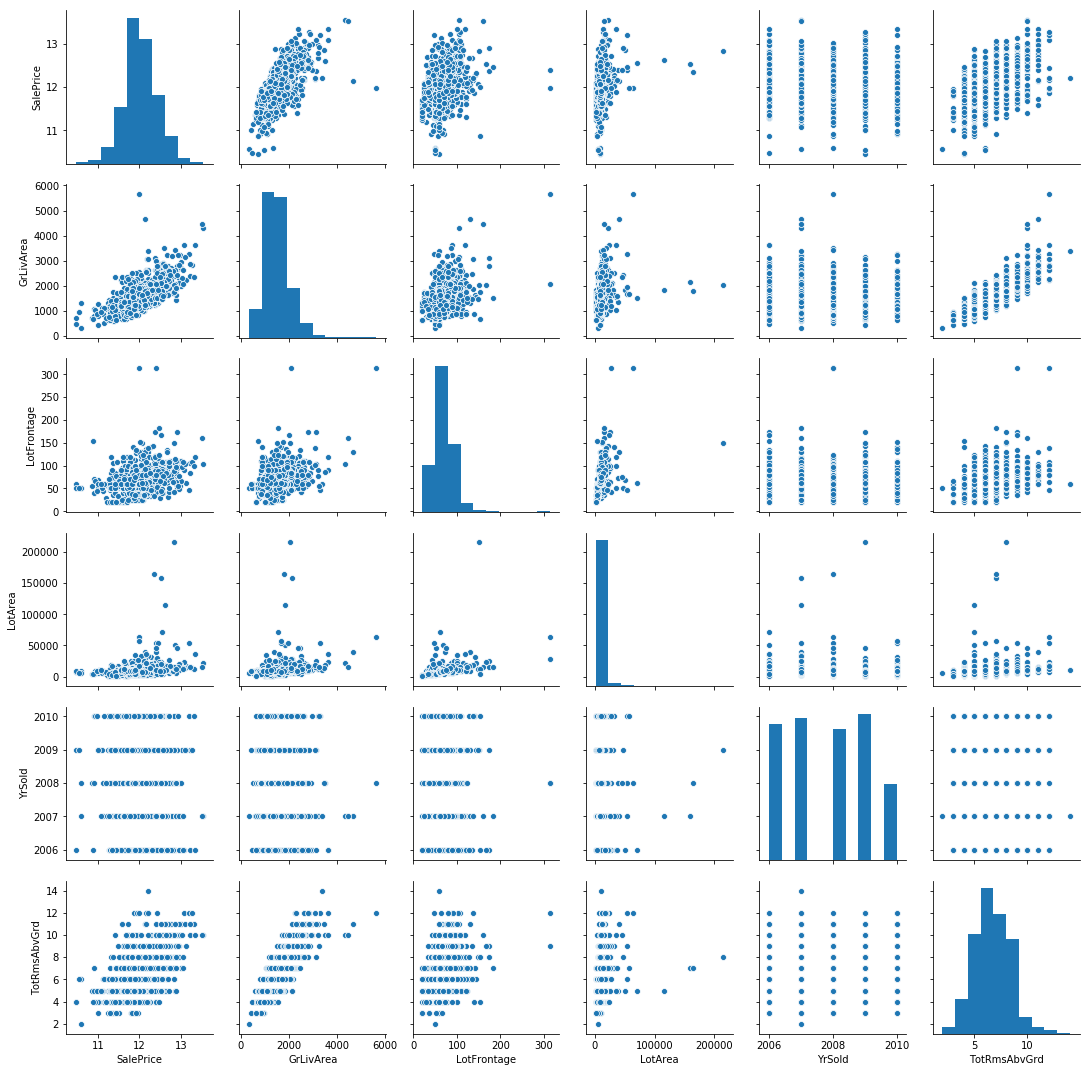 13
12
11
SalePrice
6000
5000
4000
3000
2000
1000
0
GrLivArea
300
250
200
150
100
50
0
LotFrontage
200000
150000
100000
50000
0
LotArea
2010
2009
2008
2007
2006
YrSold
14
12
10
8
6
4
2
TotRmsAbvGrd
11 12 13
SalePrice
0 2000 4000 6000
GrLivArea
0 100 200 300
LotFrontage
0 100000 200000
LotArea
2006 2008 2010
YrSold
5 10
TotRmsAbvGrd